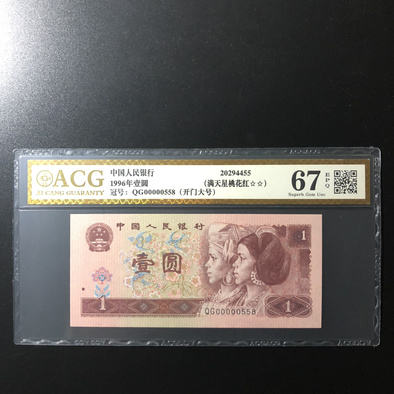 ACG
JI CANG GUARANTY
中国人民银行
1996年壹圆
冠号：QG00000558（开门大号）
20294455
（满天星桃花红☆☆）
67 EPQ
Superb Gem Unc
中国人民银行
壹圆
1
1
1
QG00000558